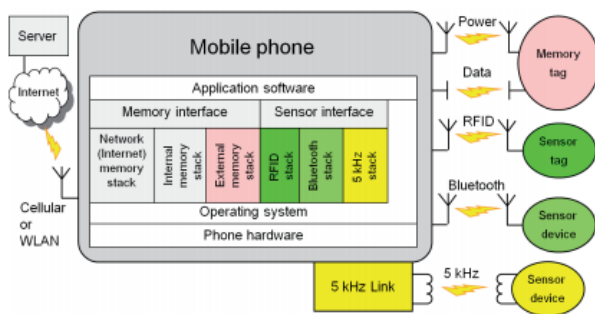 Server
Internet
Cellular
or
WLAN
Mobile phone
Application software
Memory interface
Sensor interface
Network
(Internet)
memory
stack
Internal
memory
stack
External
memory
stack
RFID
stack
Bluetooth
stack
5 kHz
stack
Operating system
Phone hardware
5 kHz Link
Power
Data
Memory
tag
RFID
Sensor
tag
Bluetooth
Sensor
device
5 kHz
Sensor
device